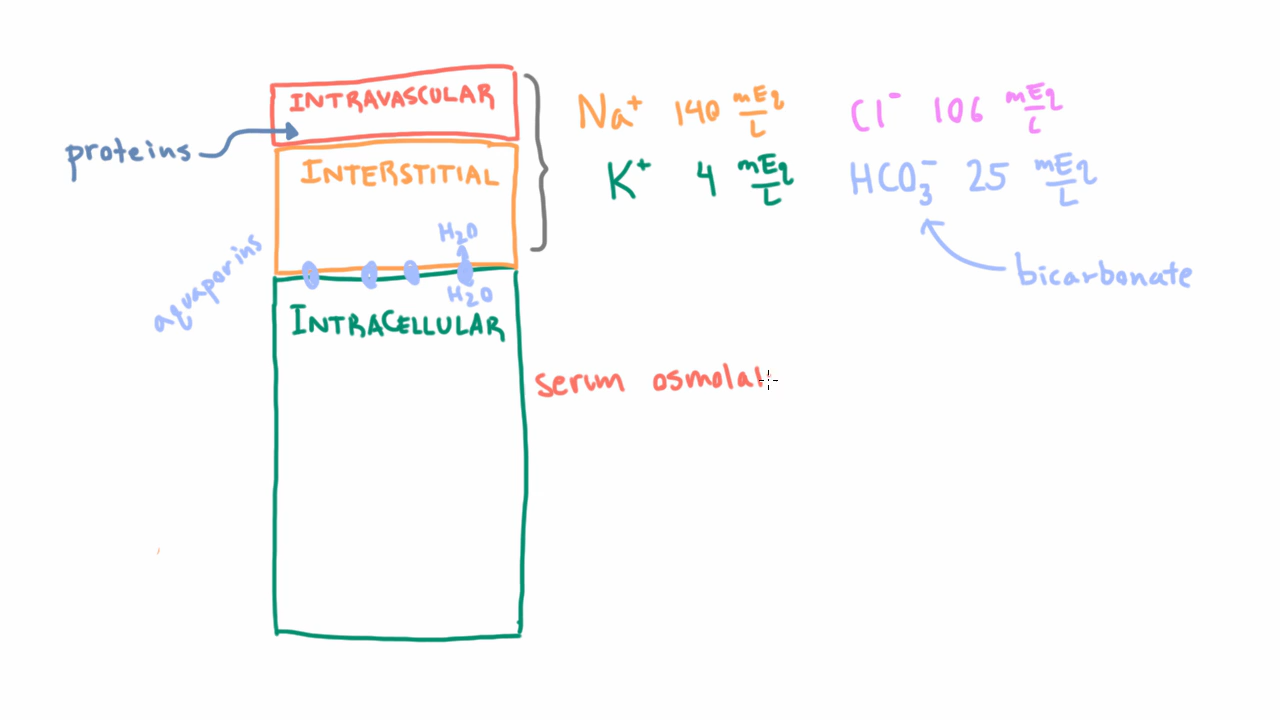 INTRAVASCULAR
proteins
INTERSTITIAL
Na+ 140 mEq/L
Cl- 106 mEq/L
K+ 4 mEq/L
HCO3- 25 mEq/L
bicarbonate
aquaporins
H2O
H2O
INTRACELLULAR
serum osmolal